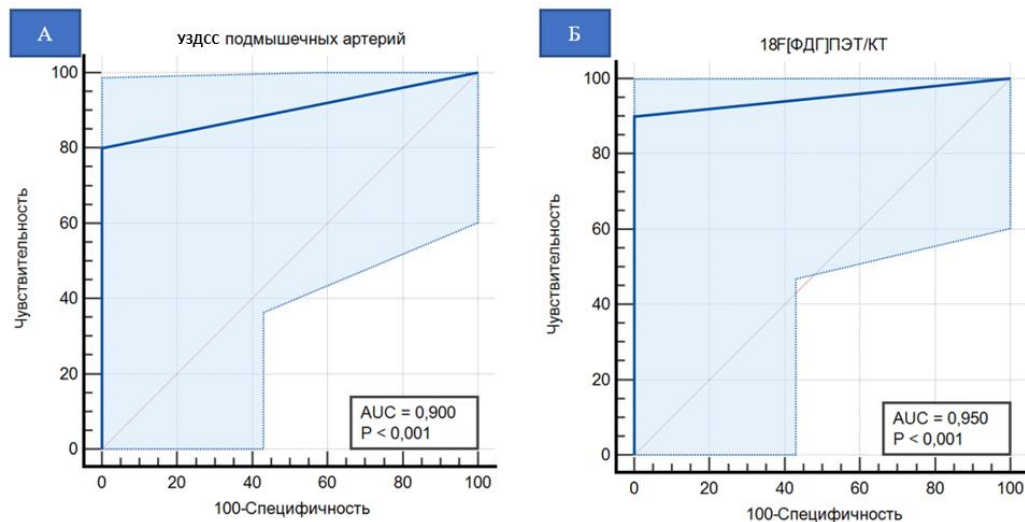 А
УЗДСС подмышечных артерий
Чувствительность
100
80
60
40
20
0
AUC = 0,900
P < 0,001
0 20 40 60 80 100
100-Специфичность
Б
18F[ФДГ]ПЭТ/КТ
Чувствительность
100
80
60
40
20
0
AUC = 0,950
P < 0,001
0 20 40 60 80 100
100-Специфичность